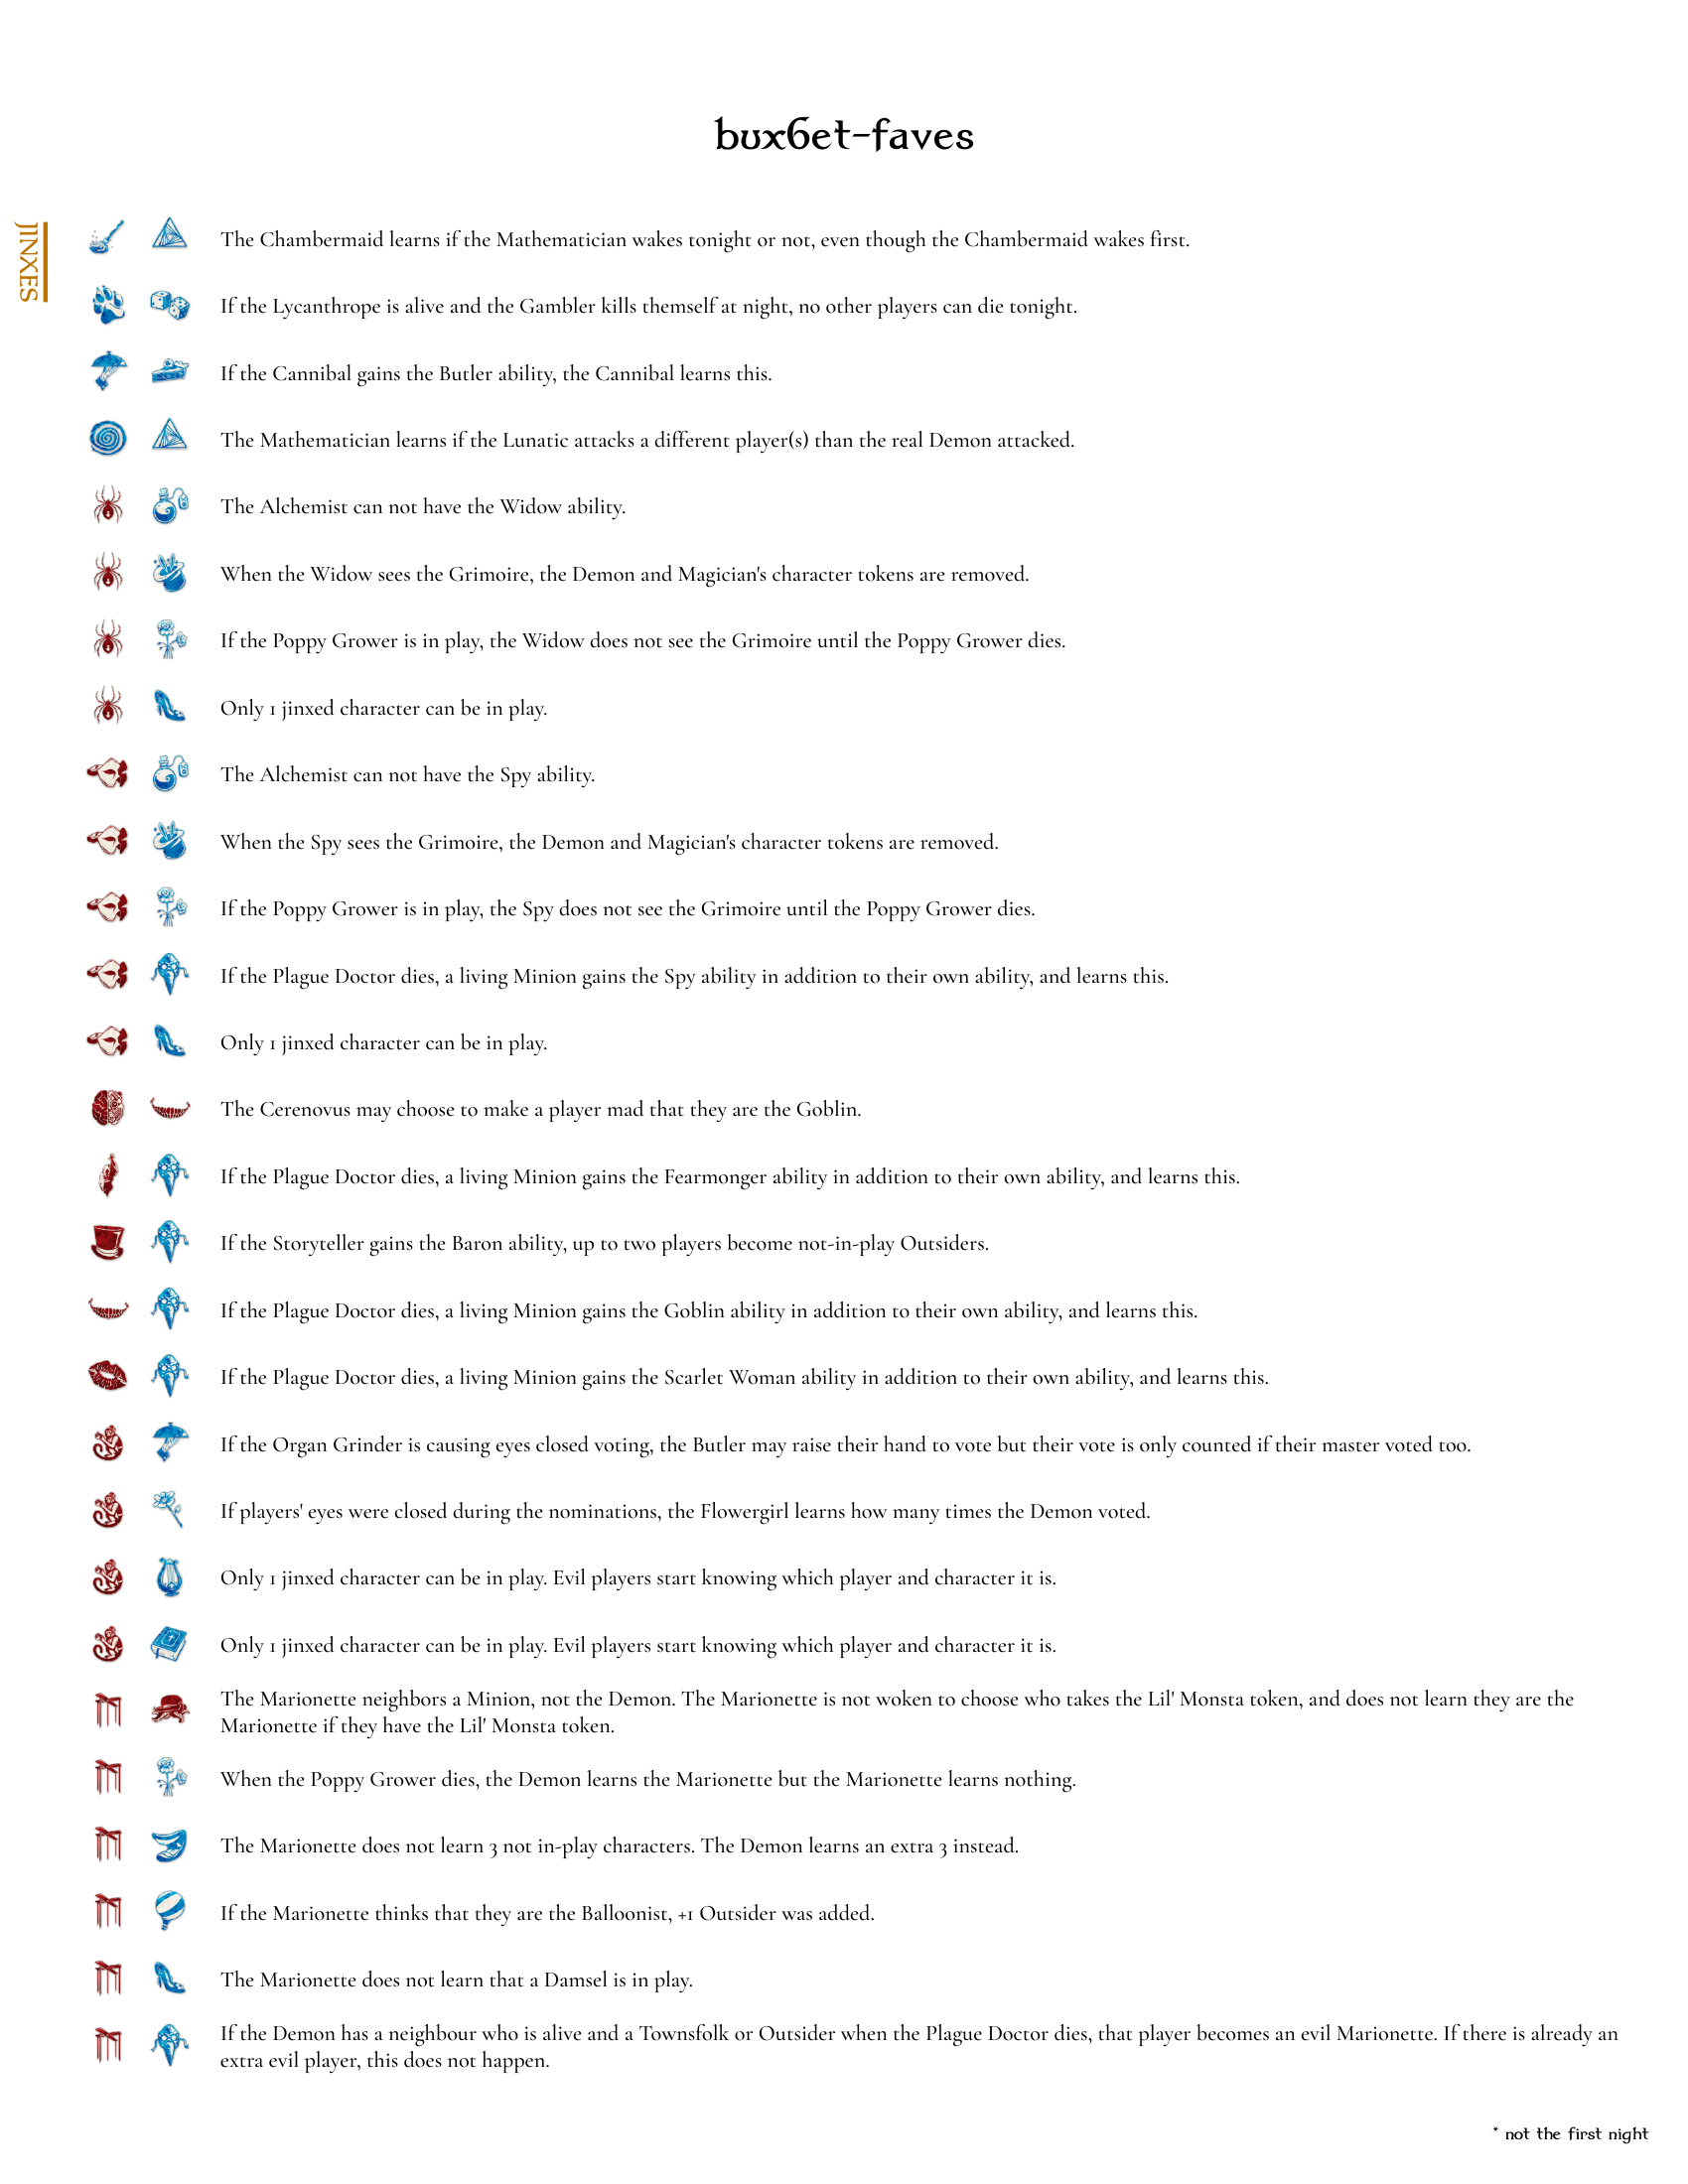 bux6et-faves
JINXES
The Chambermaid learns if the Mathematician wakes tonight or not, even though the Chambermaid wakes first.
If the Lycanthrope is alive and the Gambler kills themself at night, no other players can die tonight.
If the Cannibal gains the Butler ability, the Cannibal learns this.
The Mathematician learns if the Lunatic attacks a different player(s) than the real Demon attacked.
The Alchemist can not have the Widow ability.
When the Widow sees the Grimoire, the Demon and Magician's character tokens are removed.
If the Poppy Grower is in play, the Widow does not see the Grimoire until the Poppy Grower dies.
Only 1 jinxed character can be in play.
The Alchemist can not have the Spy ability.
When the Spy sees the Grimoire, the Demon and Magician's character tokens are removed.
If the Poppy Grower is in play, the Spy does not see the Grimoire until the Poppy Grower dies.
If the Plague Doctor dies, a living Minion gains the Spy ability in addition to their own ability, and learns this.
Only 1 jinxed character can be in play.
The Cerenovus may choose to make a player mad that they are the Goblin.
If the Plague Doctor dies, a living Minion gains the Fearmonger ability in addition to their own ability, and learns this.
If the Storyteller gains the Baron ability, up to two players become not-in-play Outsiders.
If the Plague Doctor dies, a living Minion gains the Goblin ability in addition to their own ability, and learns this.
If the Plague Doctor dies, a living Minion gains the Scarlet Woman ability in addition to their own ability, and learns this.
If the Organ Grinder is causing eyes closed voting, the Butler may raise their hand to vote but their vote is only counted if their master voted too.
If players' eyes were closed during the nominations, the Flowergirl learns how many times the Demon voted.
Only 1 jinxed character can be in play. Evil players start knowing which player and character it is.
Only 1 jinxed character can be in play. Evil players start knowing which player and character it is.
The Marionette neighbors a Minion, not the Demon. The Marionette is not woken to choose who takes the Lil' Monsta token, and does not learn they are the
Marionette if they have the Lil' Monsta token.
When the Poppy Grower dies, the Demon learns the Marionette but the Marionette learns nothing.
The Marionette does not learn 3 not in-play characters. The Demon learns an extra 3 instead.
If the Marionette thinks that they are the Balloonist, +1 Outsider was added.
The Marionette does not learn that a Damsel is in play.
If the Demon has a neighbour who is alive and a Townsfolk or Outsider when the Plague Doctor dies, that player becomes an evil Marionette. If there is already an
extra evil player, this does not happen.
* not the first night